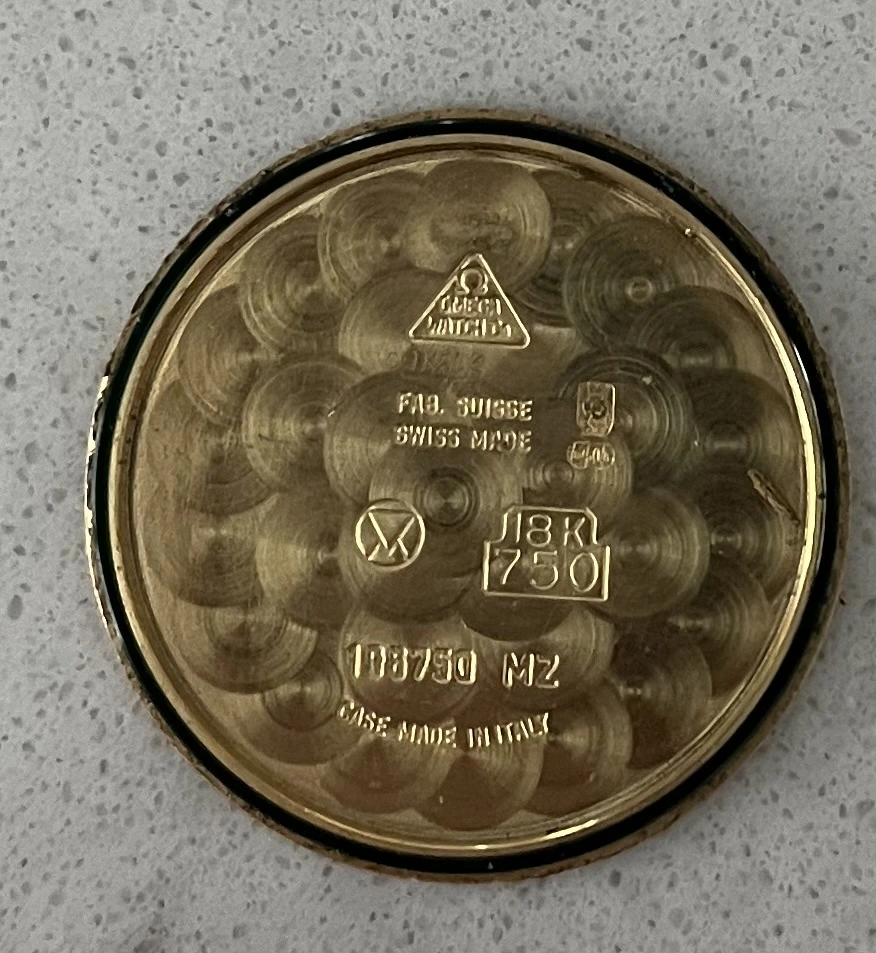 Ω
OMEGA
WATCH Co
FAB. SUISSE
SWISS MADE
18K
750
108750 MZ
CASE MADE IN ITALY